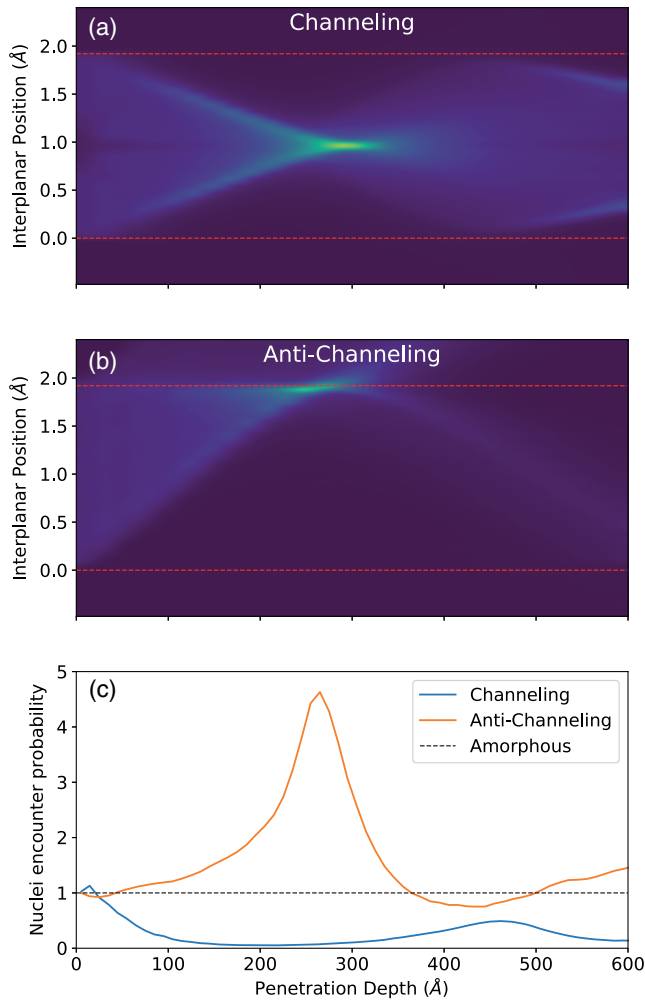 (a)
Channeling
2.0
1.5
1.0
0.5
0.0
Interplanar Position (Å)
(b)
Anti-Channeling
2.0
1.5
1.0
0.5
0.0
Interplanar Position (Å)
(c)
5
4
3
2
1
0
Nuclei encounter probability
Channeling
Anti-Channeling
Amorphous
0 100 200 300 400 500 600
Penetration Depth (Å)